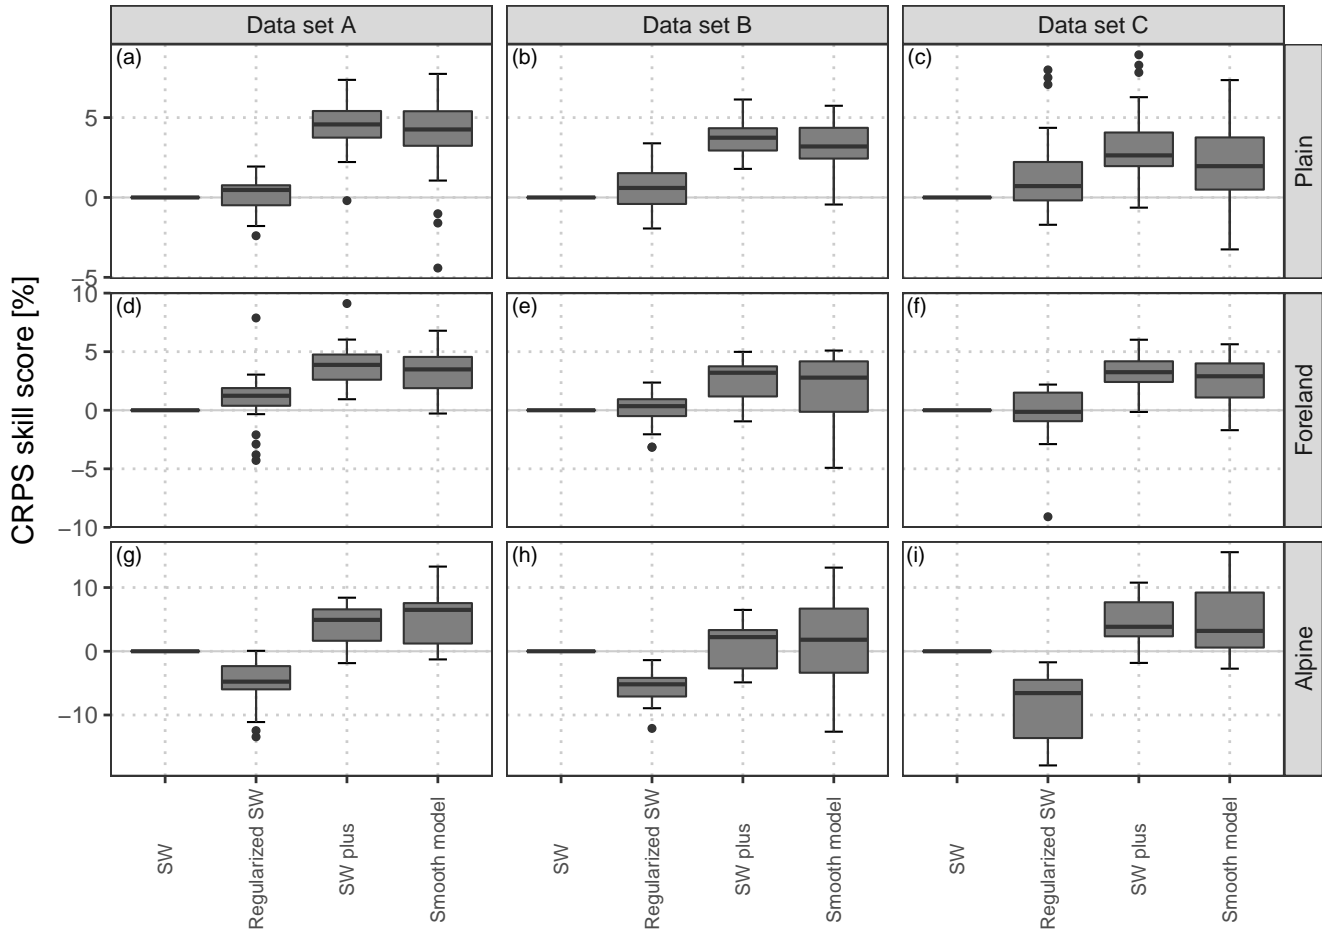 Data set A
Data set B
Data set C
(a)
(b)
(c)
5
0
−5
Plain
(d)
(e)
(f)
10
5
0
−5
−10
Foreland
(g)
(h)
(i)
10
0
−10
Alpine
CRPS skill score [%]
SW
Regularized SW
SW plus
Smooth model
SW
Regularized SW
SW plus
Smooth model
SW
Regularized SW
SW plus
Smooth model